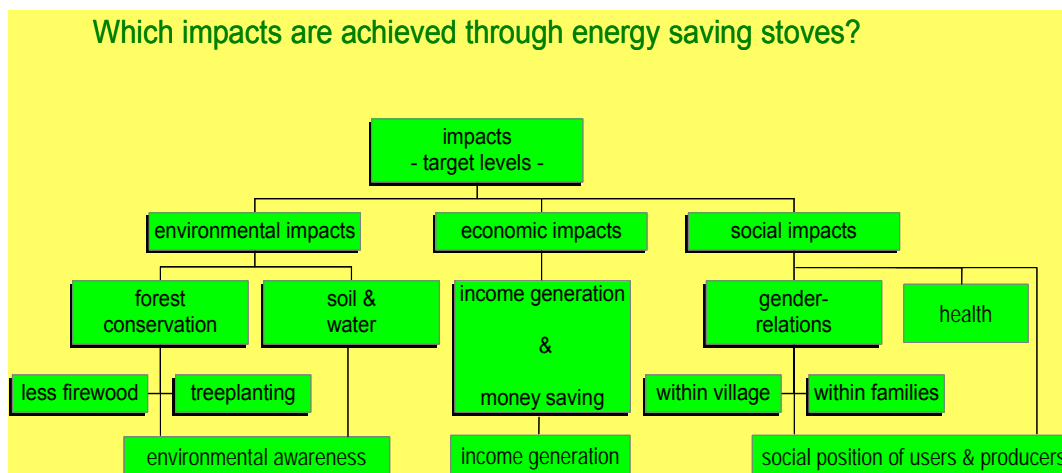 Which impacts are achieved through energy saving stoves?
impacts
- target levels -
environmental impacts
economic impacts
social impacts
forest
conservation
soil &
water
income generation
&
money saving
gender-
relations
health
less firewood
treeplanting
within village
within families
environmental awareness
income generation
social position of users & producers